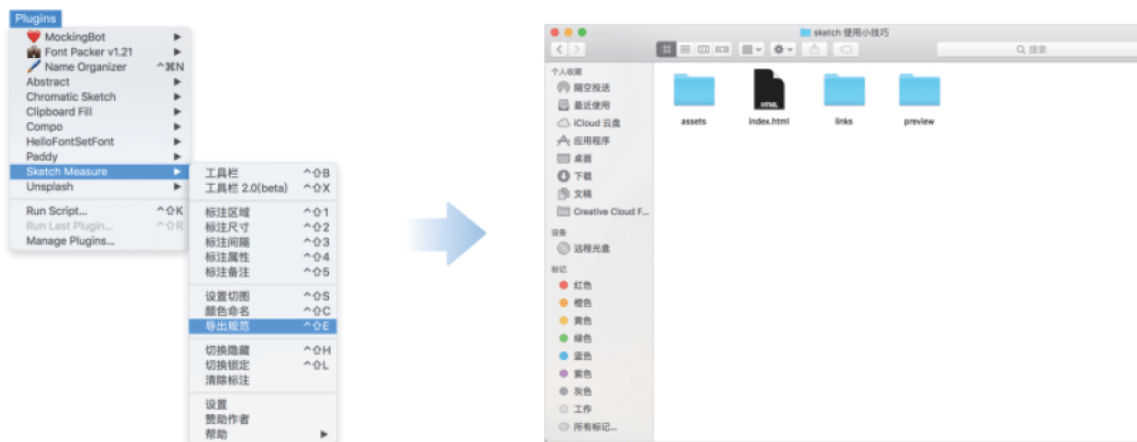 Plugins
MockingBot
Font Packer v1.21
Name Organizer ^⌘N
Abstract
Chromatic Sketch
Clipboard Fill
Compo
HelloFontSetFont
Paddy
Sketch Measure
Unsplash
Run Script... ^⇧K
Run Last Plugin... ^⇧R
Manage Plugins...
工具栏 ^⇧B
工具栏 2.0(beta) ^⇧X
标注区域 ^⇧1
标注尺寸 ^⇧2
标注间隔 ^⇧3
标注属性 ^⇧4
标注备注 ^⇧5
设置切图 ^⇧S
颜色命名 ^⇧C
导出规范 ^⇧E
切换隐藏 ^⇧H
切换锁定 ^⇧L
清除标注
设置
赞助作者
帮助
sketch 使用小技巧
搜索
个人收藏
隔空投送
最近使用
iCloud 云盘
应用程序
桌面
下载
文稿
Creative Cloud F...
设备
远程光盘
标记
红色
橙色
黄色
绿色
蓝色
紫色
灰色
工作
所有标记...
HTML
assets
index.html
links
preview